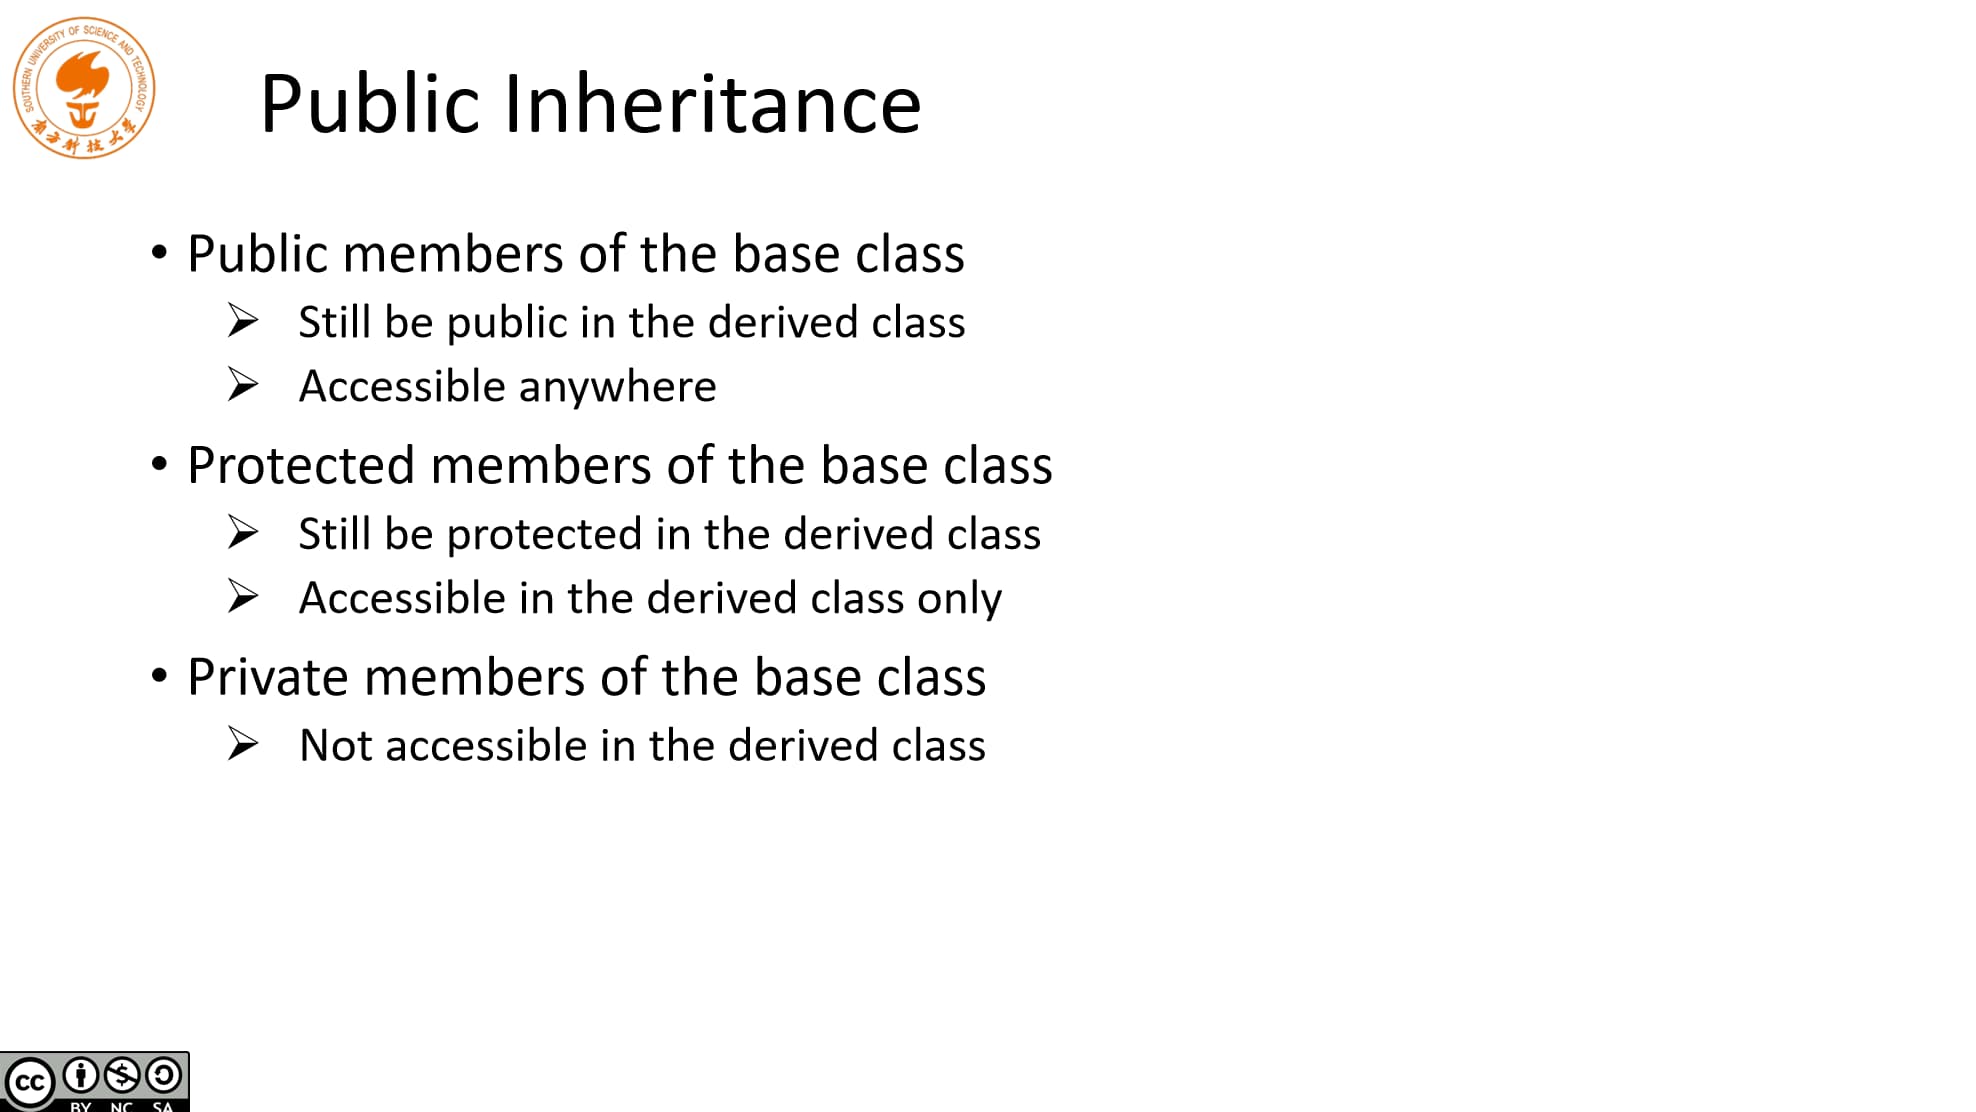 SOUTHERN UNIVERSITY OF SCIENCE AND TECHNOLOGY
南方科技大学
Public Inheritance
• Public members of the base class
➢ Still be public in the derived class
➢ Accessible anywhere
• Protected members of the base class
➢ Still be protected in the derived class
➢ Accessible in the derived class only
• Private members of the base class
➢ Not accessible in the derived class
cc
BY NC SA